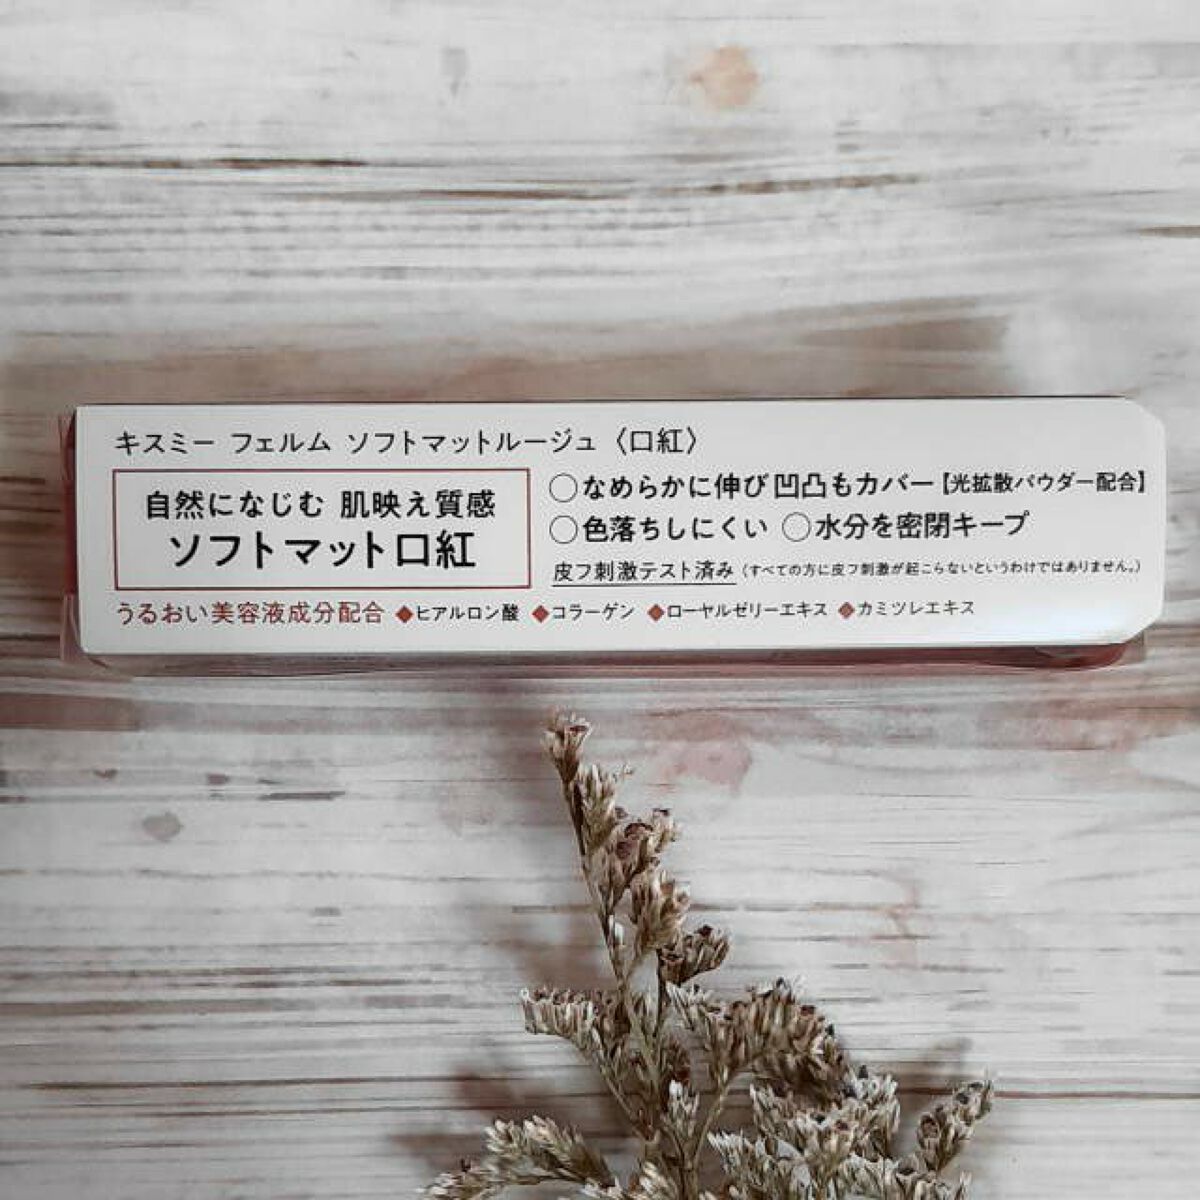 キスミー フェルム ソフトマットルージュ〈口紅〉
自然になじむ 肌映え質感
ソフトマット口紅
○なめらかに伸び凹凸もカバー【光拡散パウダー配合】
○色落ちしにくい ○水分を密閉キープ
皮フ刺激テスト済み(すべての方に皮フ刺激が起こらないというわけではありません。)
うるおい美容液成分配合 ◆ヒアルロン酸 ◆コラーゲン ◆ローヤルゼリーエキス ◆カミツレエキス